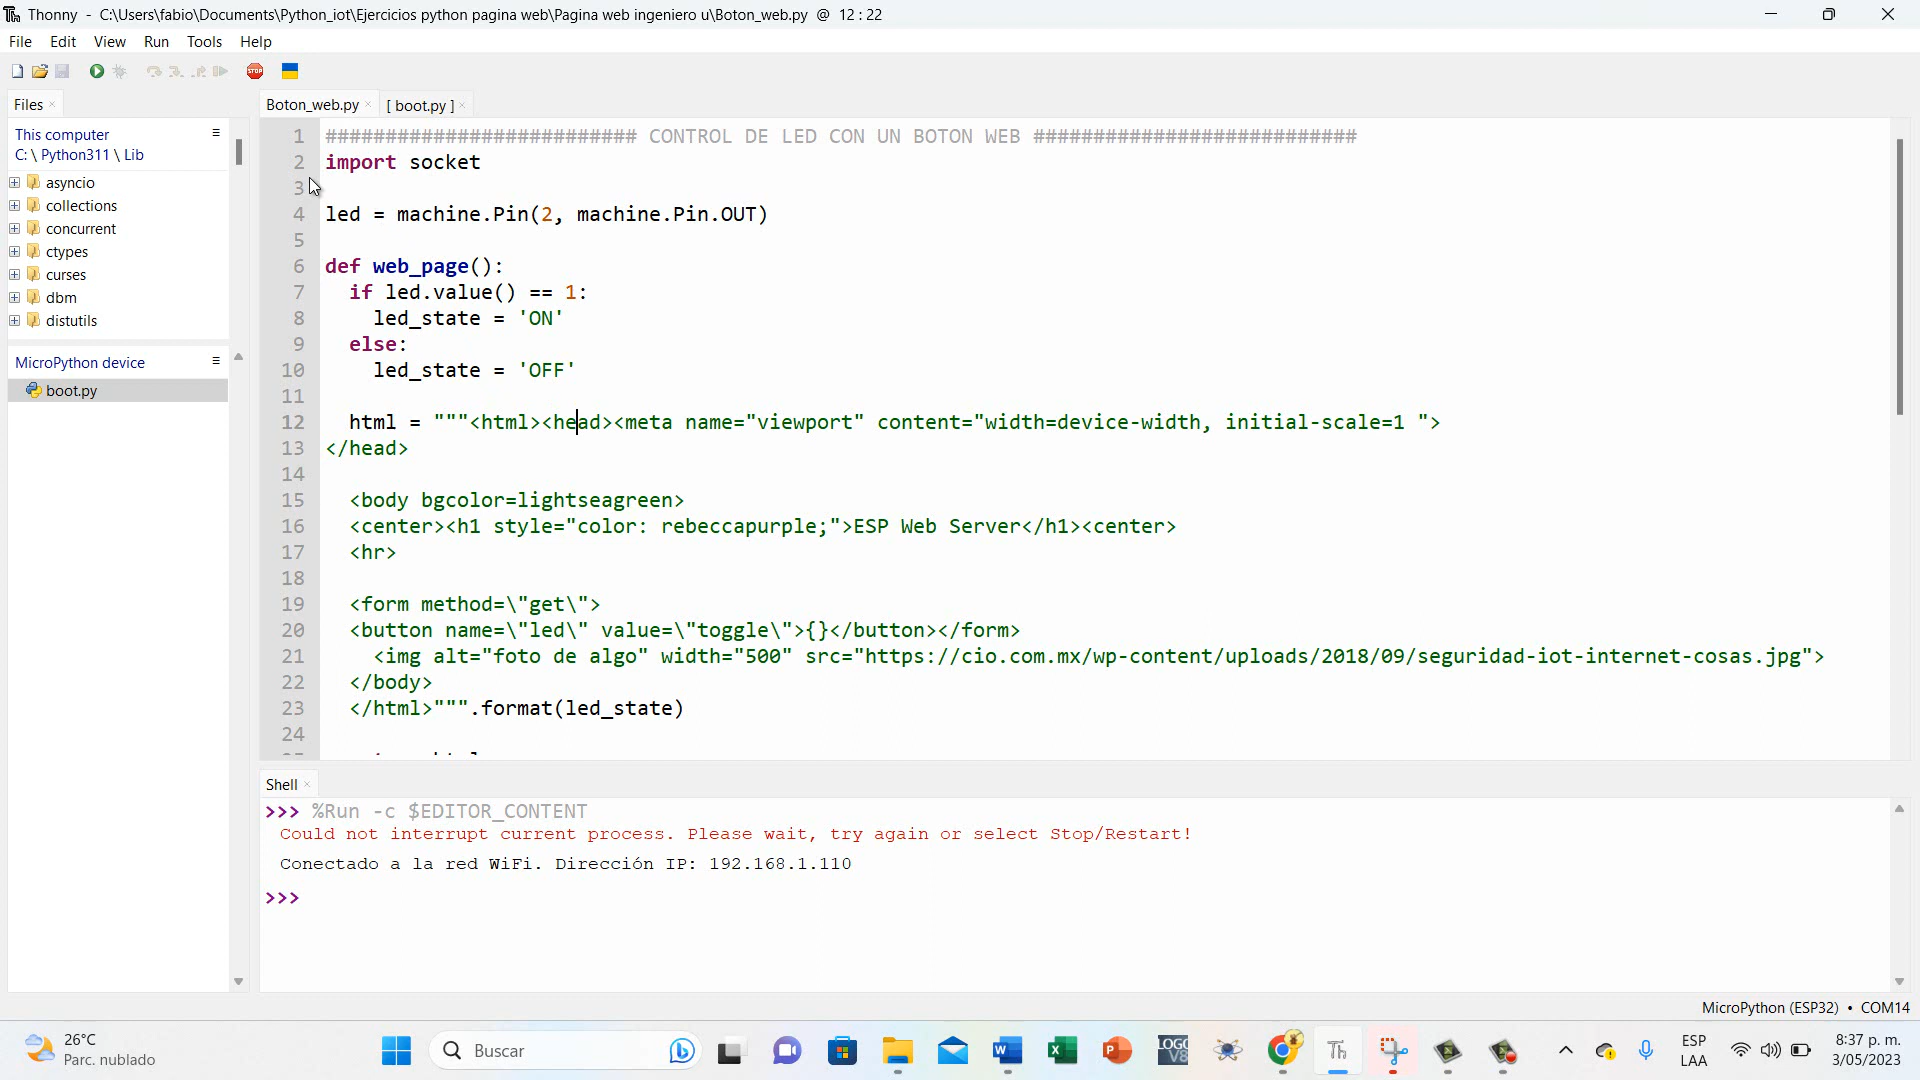 Thonny - C:\Users\fabio\Documents\Python_iot\Ejercicios python pagina web\Pagina web ingeniero u\Boton_web.py @ 12 : 22
File Edit View Run Tools Help
STOP
Files
This computer
C: \ Python311 \ Lib
asyncio
collections
concurrent
ctypes
curses
dbm
distutils
MicroPython device
boot.py
Boton_web.py [ boot.py ]
1 ########################## CONTROL DE LED CON UN BOTON WEB ###########################
2 import socket
3
4 led = machine.Pin(2, machine.Pin.OUT)
5
6 def web_page():
7   if led.value() == 1:
8     led_state = 'ON'
9   else:
10     led_state = 'OFF'
11
12   html = """<html><head><meta name="viewport" content="width=device-width, initial-scale=1 ">
13 </head>
14
15   <body bgcolor=lightseagreen>
16   <center><h1 style="color: rebeccapurple;">ESP Web Server</h1><center>
17   <hr>
18
19   <form method=\"get\">
20   <button name=\"led\" value=\"toggle\">{}</button></form>
21     <img alt="foto de algo" width="500" src="https://cio.com.mx/wp-content/uploads/2018/09/seguridad-iot-internet-cosas.jpg">
22   </body>
23   </html>""".format(led_state)
24
Shell
>>> %Run -c $EDITOR_CONTENT
Could not interrupt current process. Please wait, try again or select Stop/Restart!
Conectado a la red WiFi. Dirección IP: 192.168.1.110
>>>
MicroPython (ESP32) • COM14
26°C
Parc. nublado
Buscar
LOGO
V8
Th
ESP
LAA
8:37 p. m.
3/05/2023